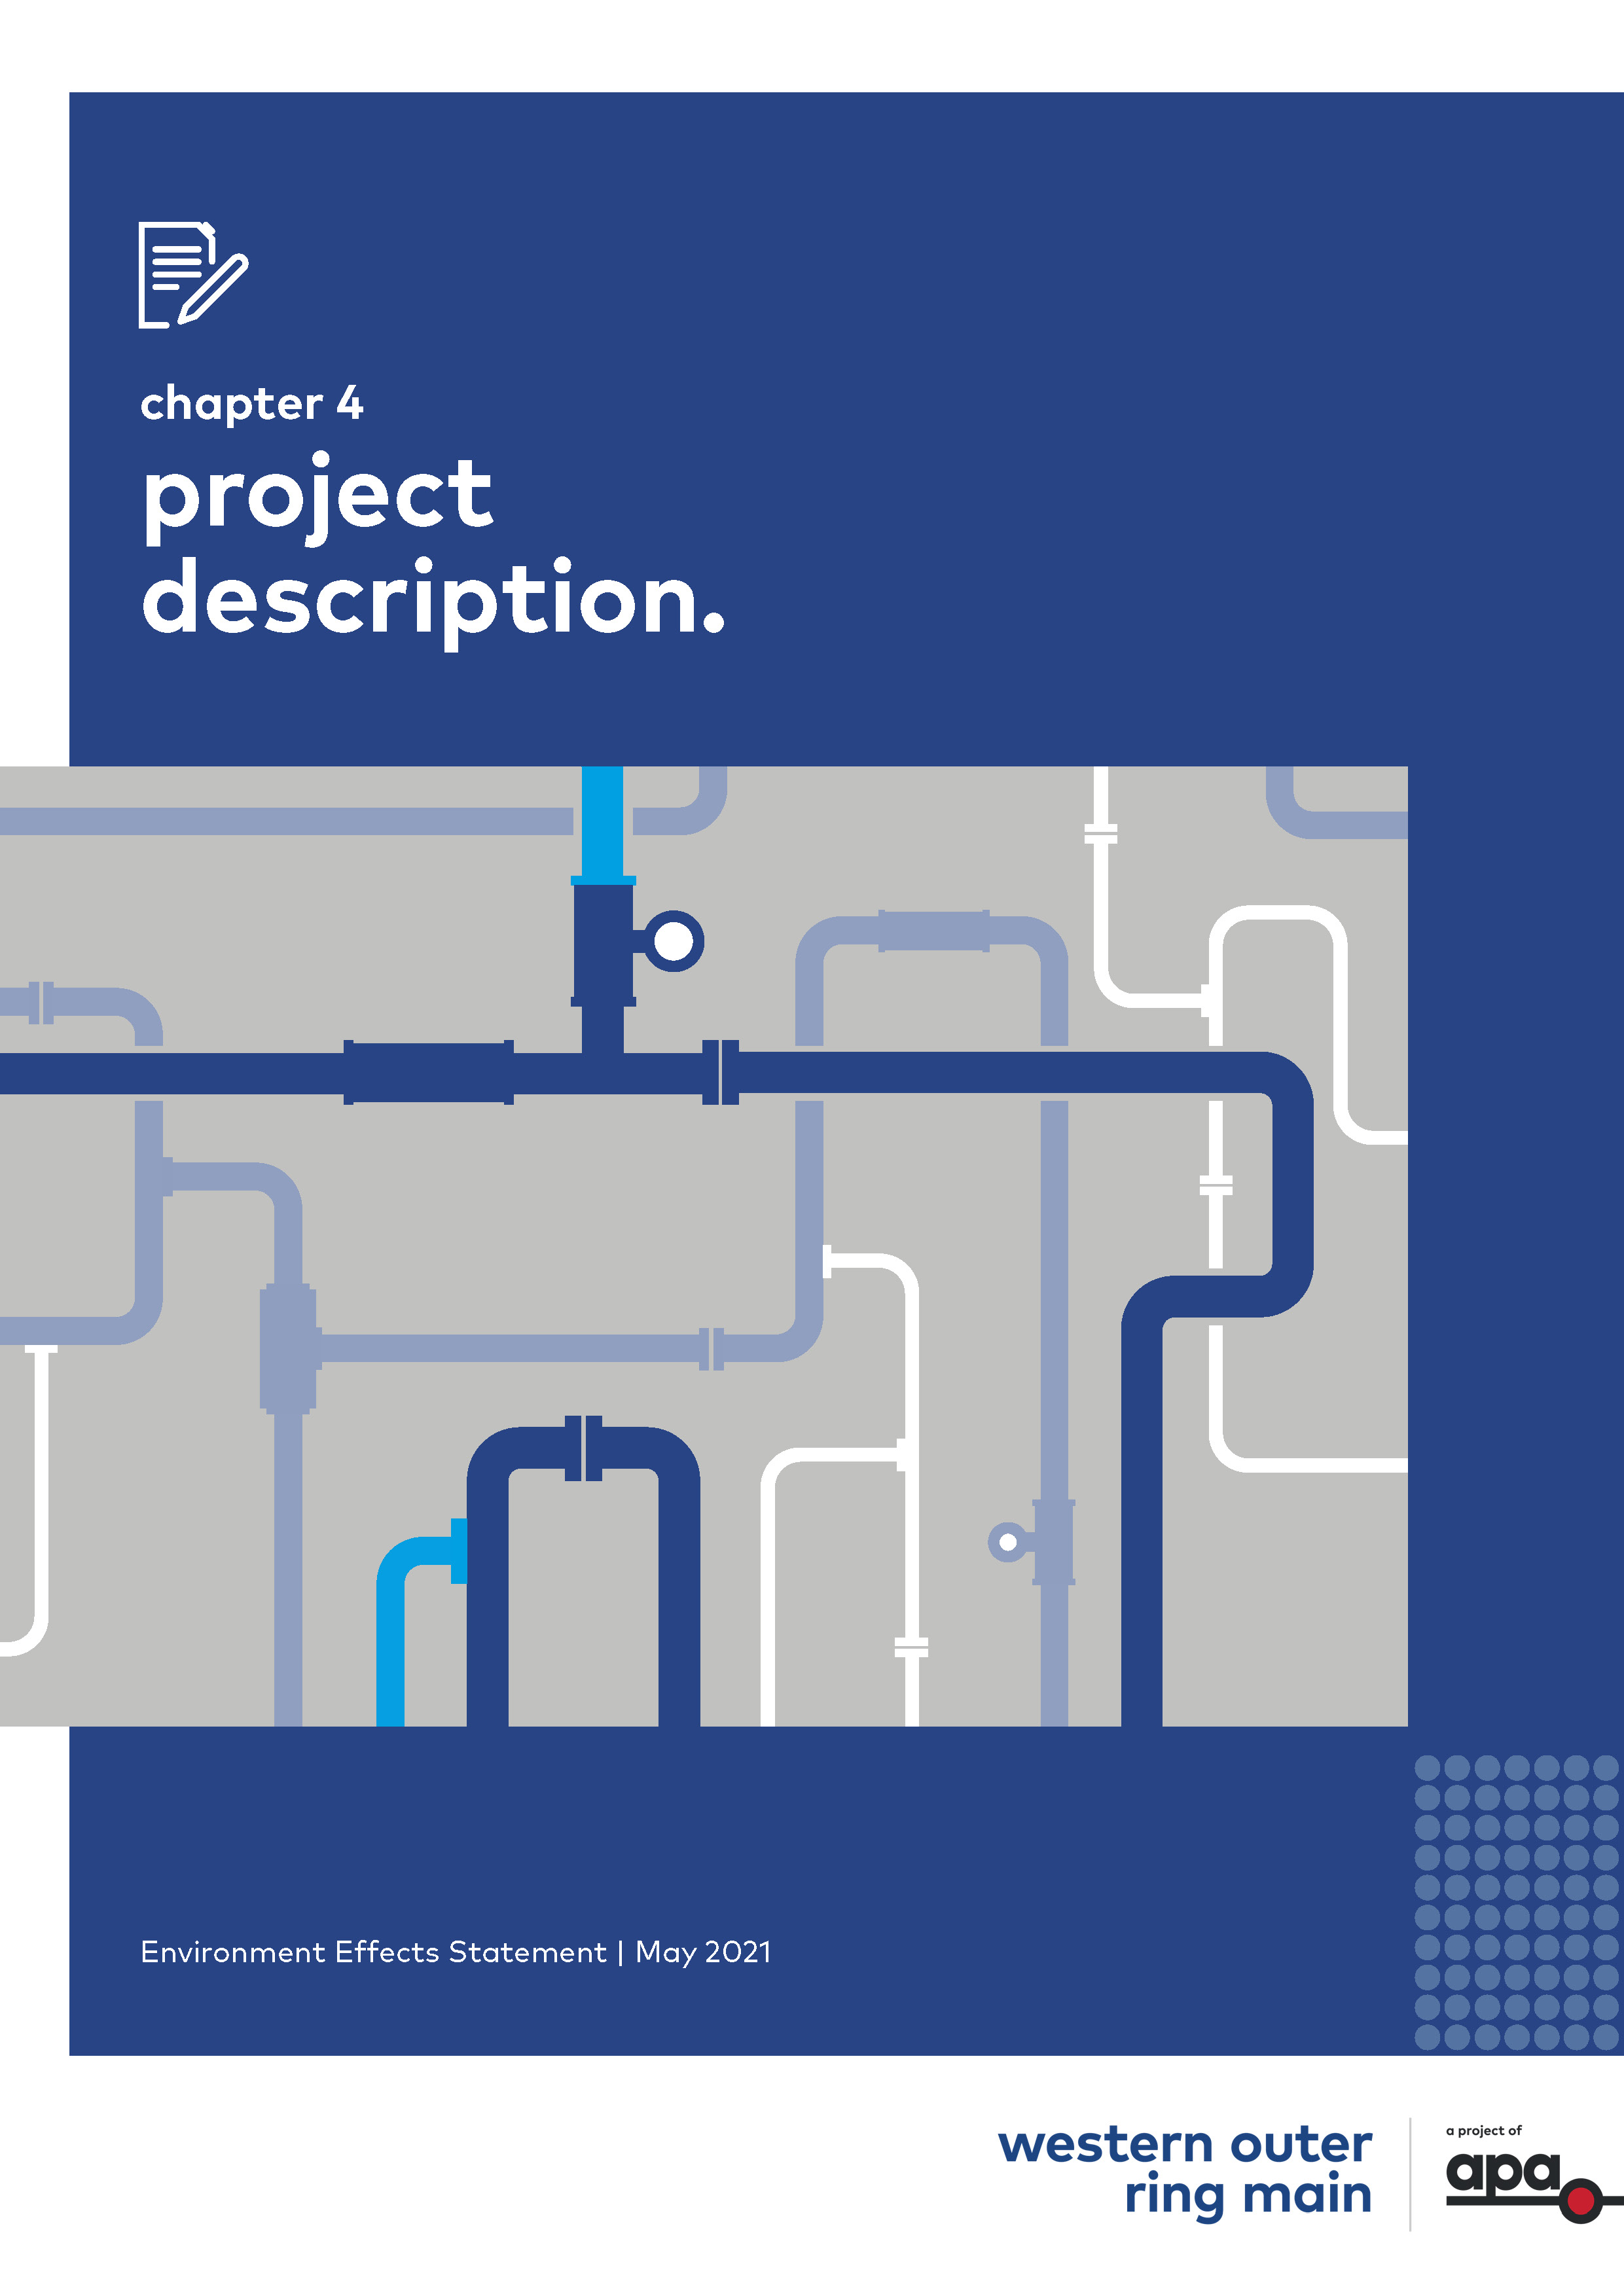 chapter 4
project
description.
Environment Effects Statement | May 2021
western outer
ring main
a project of
apa